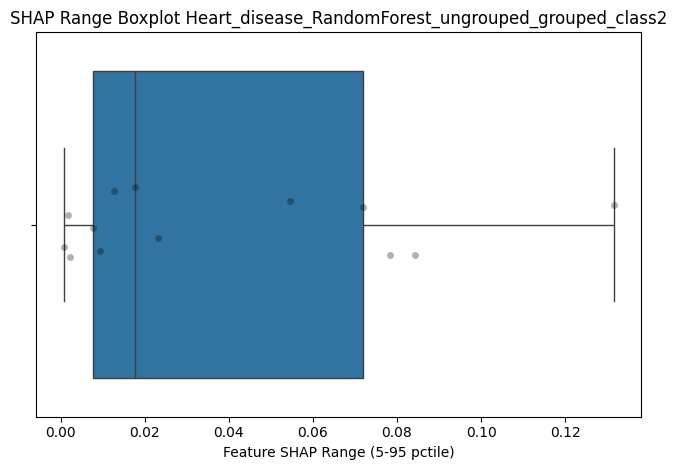 SHAP Range Boxplot Heart_disease_RandomForest_ungrouped_grouped_class2
0.00 0.02 0.04 0.06 0.08 0.10 0.12
Feature SHAP Range (5-95 pctile)